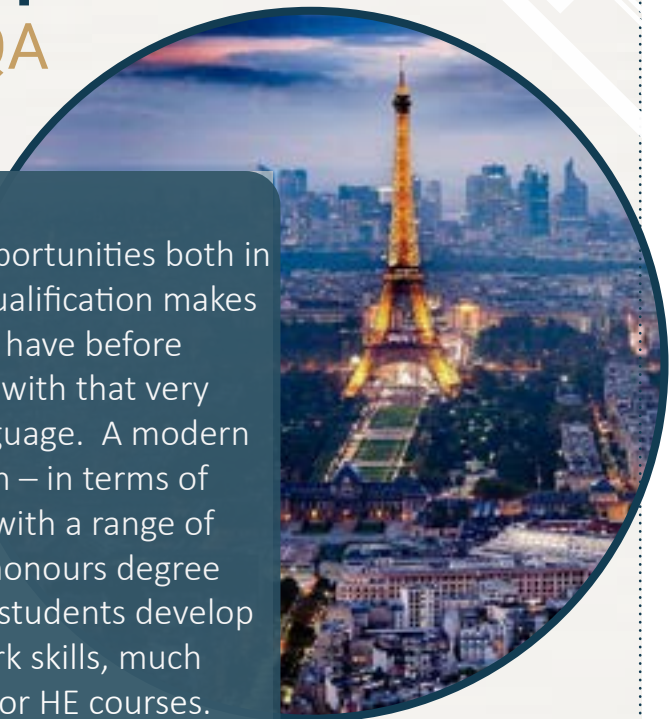 QA
portunities both in
ualification makes
have before
with that very
guage.  A modern
n – in terms of
with a range of
honours degree
students develop
rk skills, much
or HE courses.